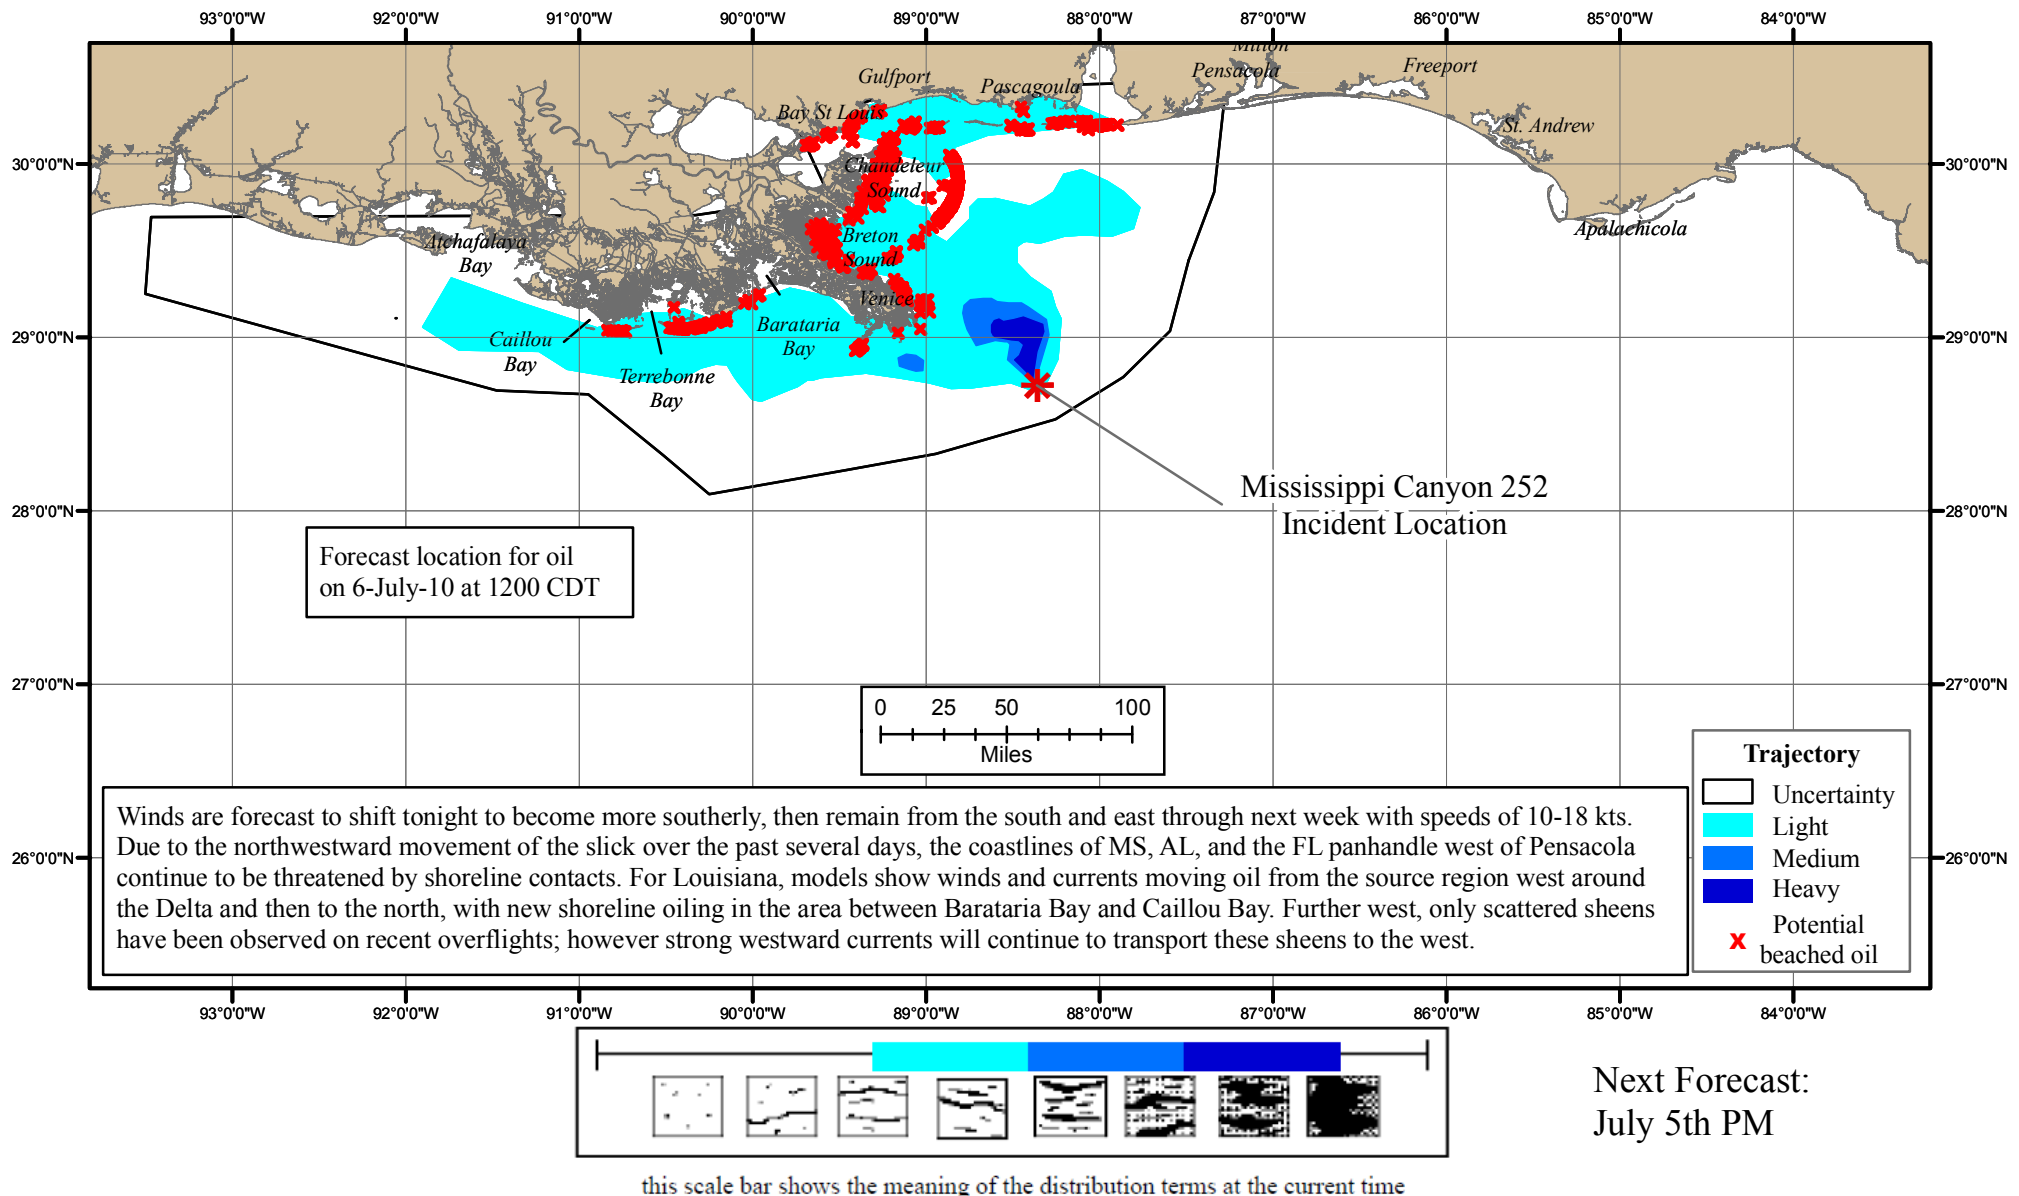 93°0'0"W 92°0'0"W 91°0'0"W 90°0'0"W 89°0'0"W 88°0'0"W 87°0'0"W 86°0'0"W 85°0'0"W 84°0'0"W
Milton
Gulfport
Pascagoula
Pensacola
Freeport
Bay St Louis
St. Andrew
30°0'0"N 30°0'0"N
Chandeleur
Sound
Apalachicola
Atchafalaya
Bay
Breton
Sound
Venice
29°0'0"N 29°0'0"N
Caillou
Bay
Barataria
Bay
Terrebonne
Bay
Mississippi Canyon 252
Incident Location
28°0'0"N 28°0'0"N
Forecast location for oil
on 6-July-10 at 1200 CDT
27°0'0"N 27°0'0"N
0 25 50 100
Miles
Trajectory
Uncertainty
Light
Medium
Heavy
Potential
beached oil
26°0'0"N 26°0'0"N
Winds are forecast to shift tonight to become more southerly, then remain from the south and east through next week with speeds of 10-18 kts.
Due to the northwestward movement of the slick over the past several days, the coastlines of MS, AL, and the FL panhandle west of Pensacola
continue to be threatened by shoreline contacts. For Louisiana, models show winds and currents moving oil from the source region west around
the Delta and then to the north, with new shoreline oiling in the area between Barataria Bay and Caillou Bay. Further west, only scattered sheens
have been observed on recent overflights; however strong westward currents will continue to transport these sheens to the west.
93°0'0"W 92°0'0"W 91°0'0"W 90°0'0"W 89°0'0"W 88°0'0"W 87°0'0"W 86°0'0"W 85°0'0"W 84°0'0"W
Next Forecast:
July 5th PM
this scale bar shows the meaning of the distribution terms at the current time